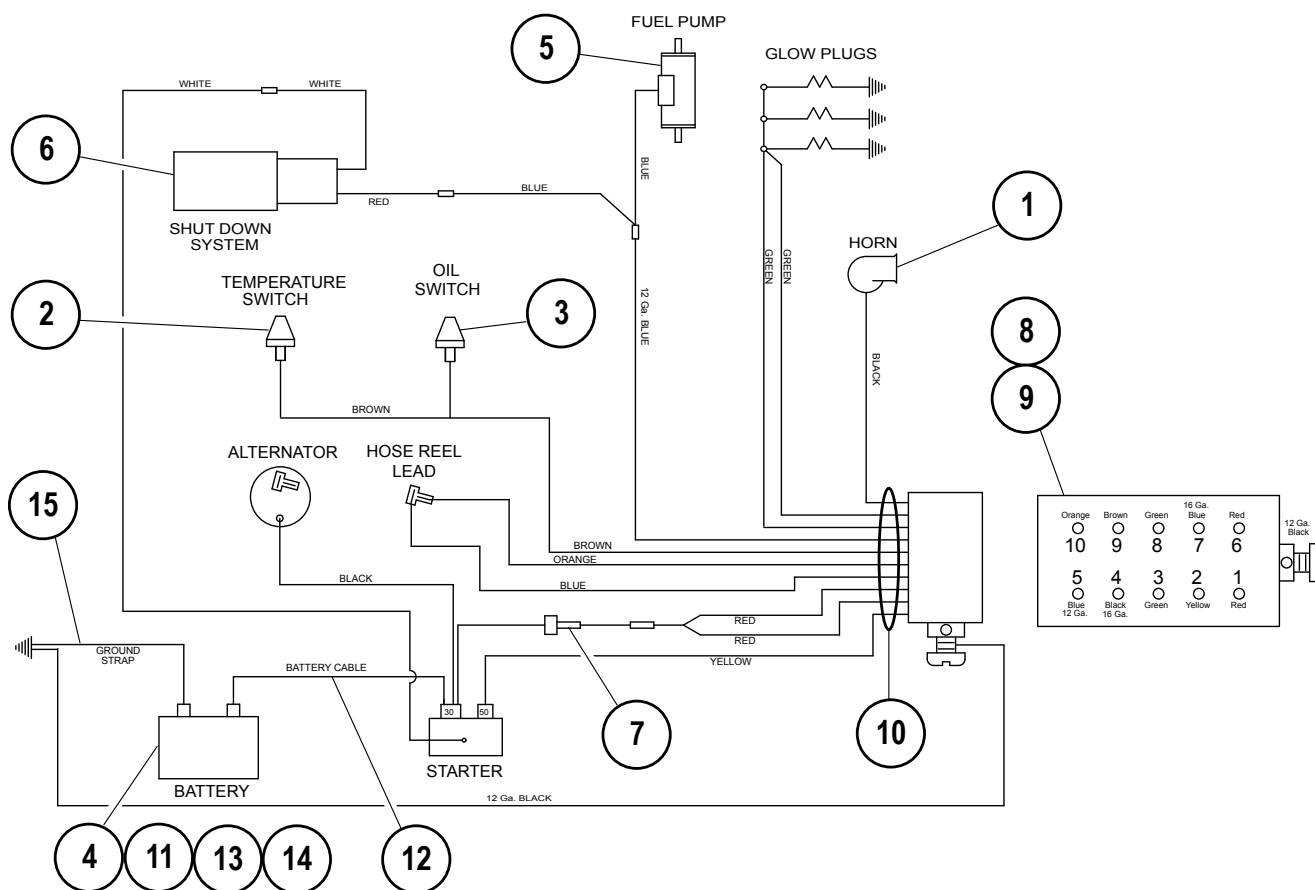 FUEL PUMP
5
GLOW PLUGS
WHITE
WHITE
6
BLUE
RED
BLUE
SHUT DOWN
SYSTEM
1
HORN
GREEN
GREEN
TEMPERATURE
SWITCH
OIL
SWITCH
2
3
12 Ga. BLUE
BLACK
8
9
BROWN
ALTERNATOR
HOSE REEL
LEAD
15
10
BROWN
ORANGE
BLACK
BLUE
RED
RED
YELLOW
GROUND
STRAP
BATTERY CABLE
30
50
7
10
STARTER
BATTERY
12 Ga. BLACK
4
11
13
14
12
Orange
Brown
Green
16 Ga.
Blue
Red
12 Ga.
Black
9
8
7
6
5
4
3
2
1
Blue
12 Ga.
Black
16 Ga.
Green
Yellow
Red